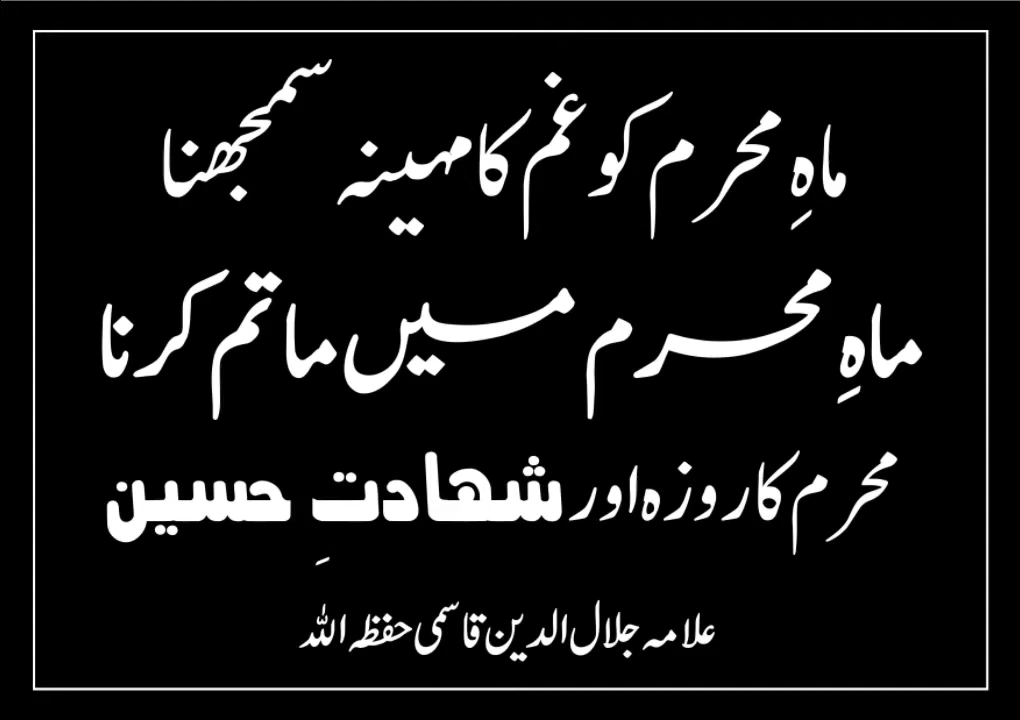 ماہِ محرم کو غم کا مہینہ سمجھنا
ماہِ محرم میں ماتم کرنا
محرم کا روزہ اور شھادتِ حسین
علامہ جلال الدین قاسمی حفظہ اللہ